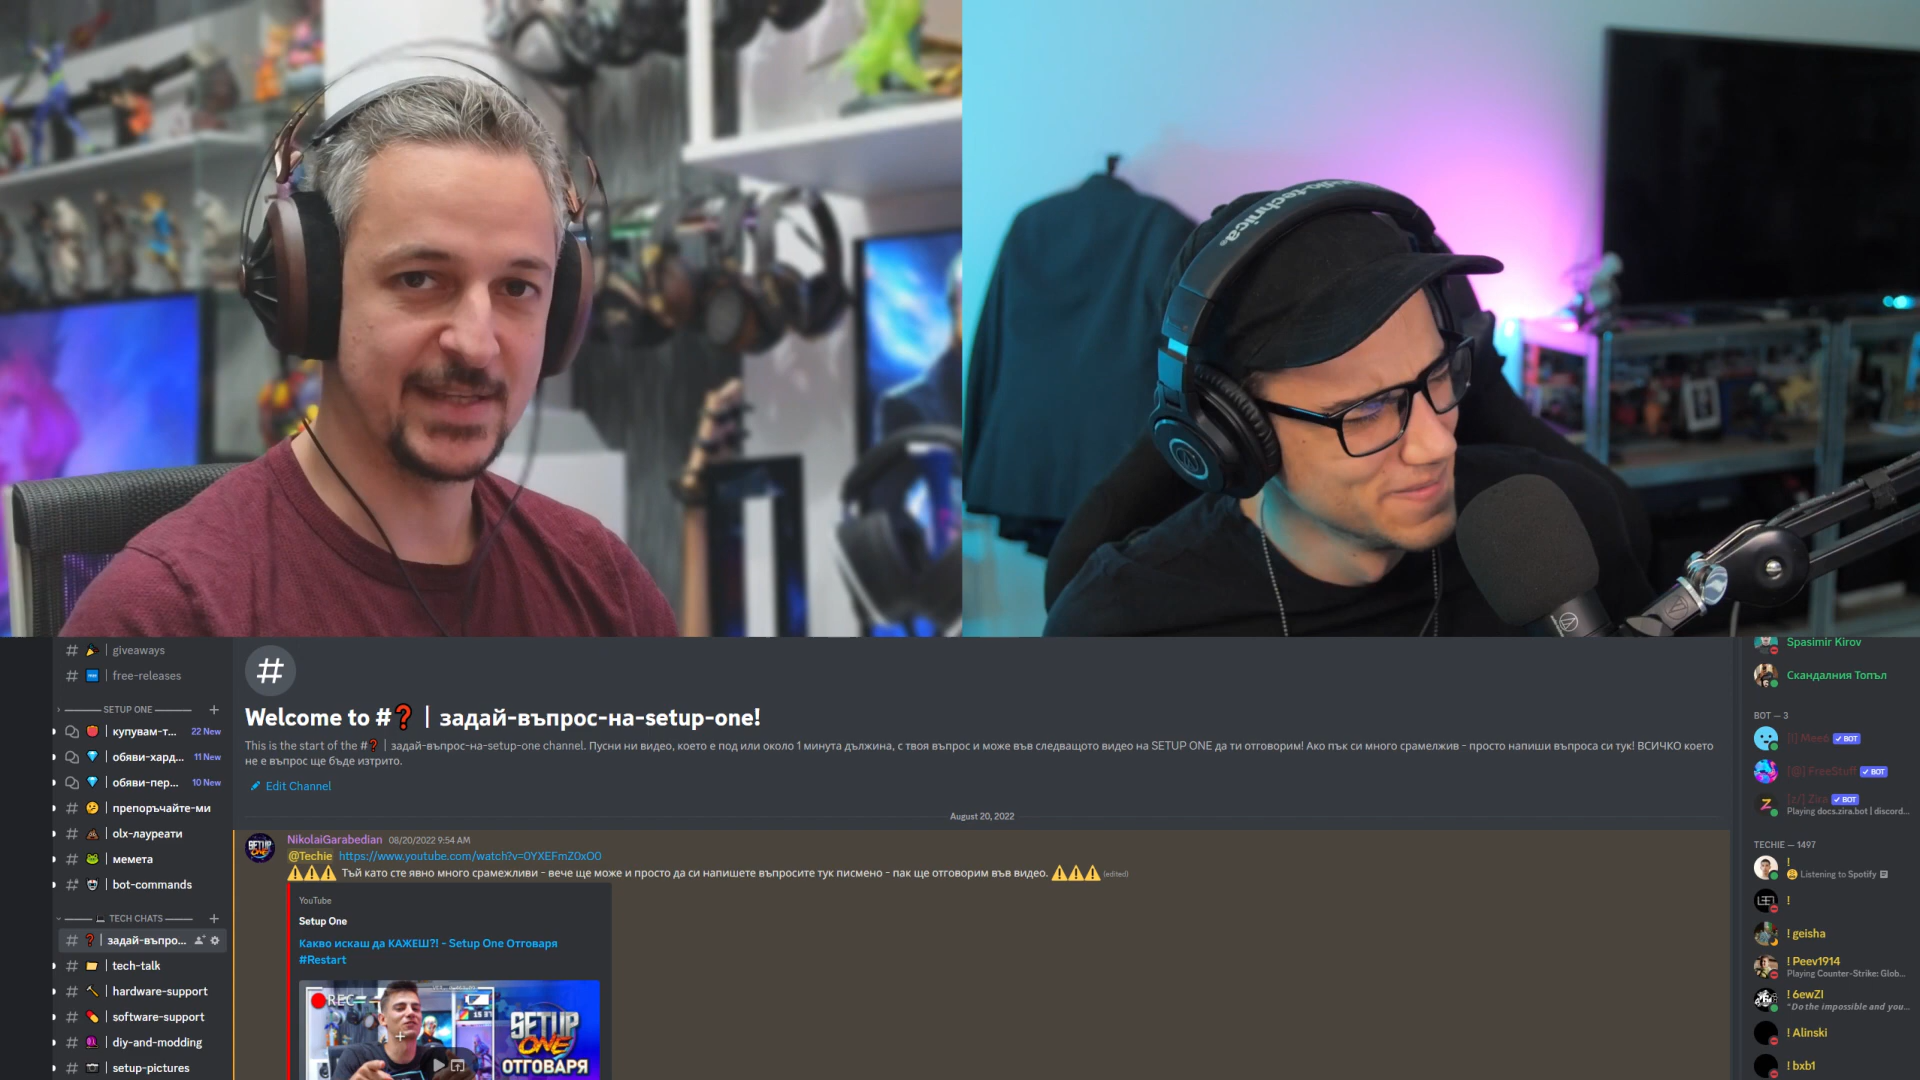 audio-technica
giveaways
free-releases
SETUP ONE
купувам-т... 22 New
обяви-хард... 11 New
обяви-пер... 10 New
препоръчайте-ми
olx-лауреати
мемета
bot-commands
TECH CHATS
задай-въпро...
tech-talk
hardware-support
software-support
diy-and-modding
setup-pictures
#
Welcome to #❓ | задай-въпрос-на-setup-one!
This is the start of the #❓ | задай-въпрос-на-setup-one channel. Пусни ни видео, което е под или около 1 минута дължина, с твоя въпрос и може във следващото видео на SETUP ONE да ти отговорим! Ако пък си много срамежлив - просто напиши въпроса си тук! ВСИЧКО което
не е въпрос ще бъде изтрито.
Edit Channel
August 20, 2022
NikolaiGarabedian 08/20/2022 9:54 AM
@Techie https://www.youtube.com/watch?v=0YXEFmZ0xO0
⚠⚠⚠ Тъй като сте явно много срамежливи - вече ще може и просто да си напишете въпросите тук писмено - пак ще отговорим във видео. ⚠⚠⚠ (edited)
YouTube
Setup One
Какво искаш да КАЖЕШ?! - Setup One Отговаря
#Restart
REC
SETUP
ONE
ОТГОВАРЯ
Spasimir Kirov
Скандалния Топъл
BOT — 3
[!] Mee6 ✓ BOT
[@] FreeStuff ✓ BOT
[z/] Zira ✓ BOT
Playing docs.zira.bot | discord...
TECHIE — 1497
!
Listening to Spotify
!
! geisha
! Peev1914
Playing Counter-Strike: Glob...
! 6ewZI
"Do the impossible and you...
! Alinski
! bxb1